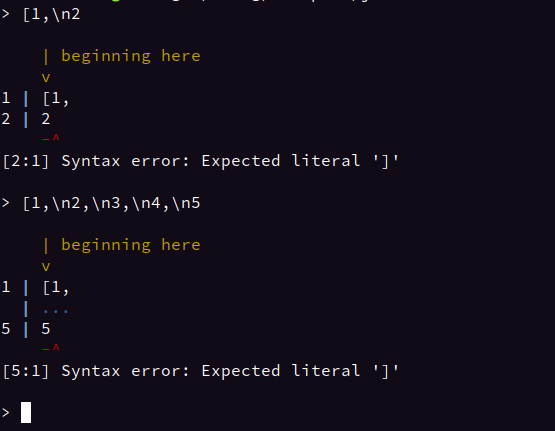 > [1,\n2
| beginning here
v
1 | [1,
2 | 2
~^
[2:1] Syntax error: Expected literal ']'
> [1,\n2,\n3,\n4,\n5
| beginning here
v
1 | [1,
| ...
5 | 5
~^
[5:1] Syntax error: Expected literal ']'
>